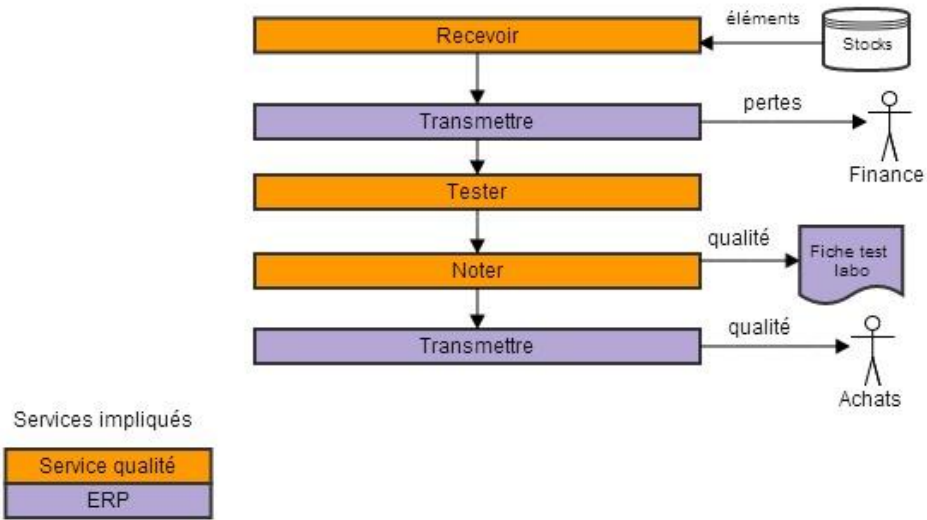 éléments
Recevoir
Stocks
pertes
Transmettre
Finance
Tester
qualité
Fiche test
labo
Noter
qualité
Transmettre
Achats
Services impliqués
Service qualité
ERP